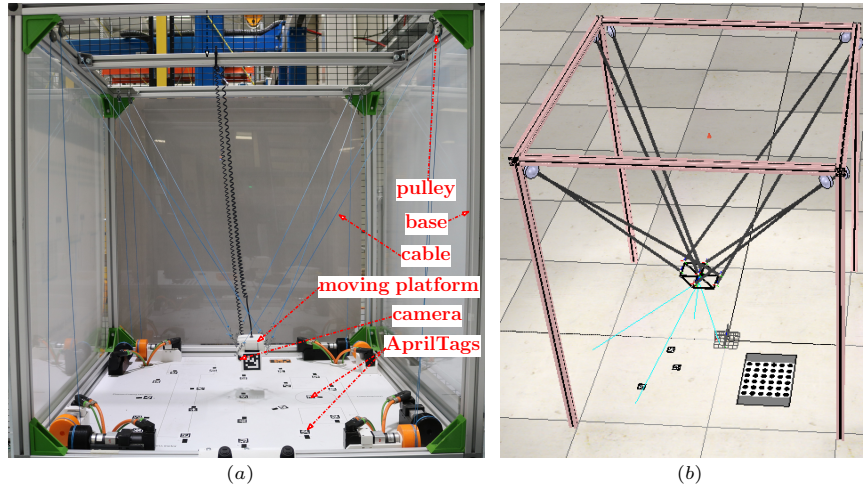 pulley
base
cable
moving platform
camera
AprilTags
(a)
(b)